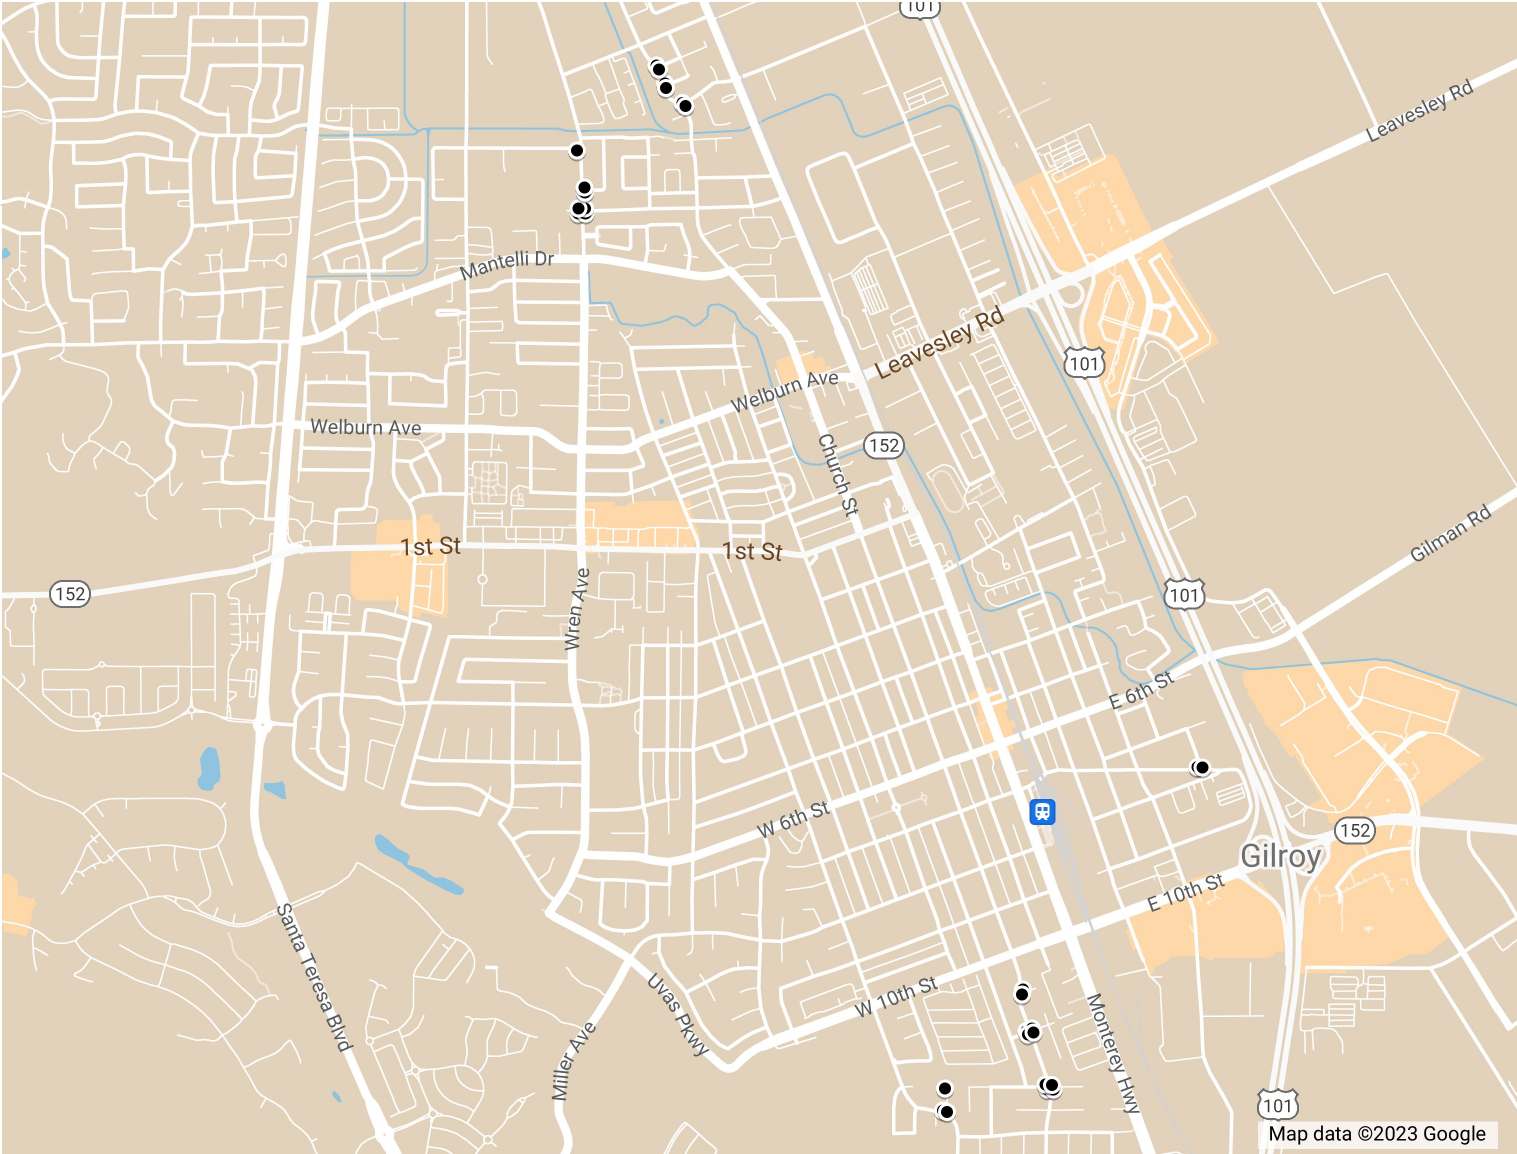 101
Leavesley Rd
Mantelli Dr
Leavesley Rd
101
Welburn Ave
Welburn Ave
152
Church St
1st St
1st St
Gilman Rd
152
101
Wren Ave
E 6th St
W 6th St
152
Gilroy
E 10th St
Santa Teresa Blvd
W 10th St
Uvas Pkwy
Miller Ave
Monterey Hwy
101
Map data ©2023 Google